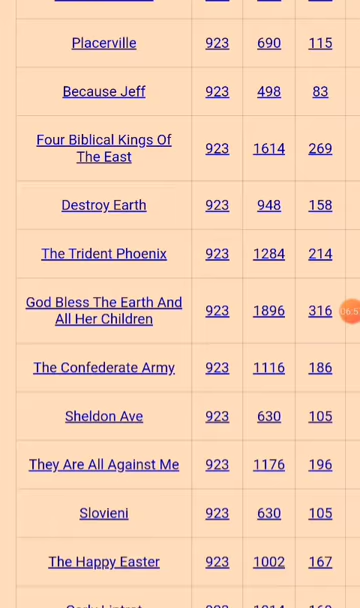 Placerville 923 690 115
Because Jeff 923 498 83
Four Biblical Kings Of
The East 923 1614 269
Destroy Earth 923 948 158
The Trident Phoenix 923 1284 214
God Bless The Earth And
All Her Children 923 1896 316
The Confederate Army 923 1116 186
Sheldon Ave 923 630 105
They Are All Against Me 923 1176 196
Slovieni 923 630 105
The Happy Easter 923 1002 167